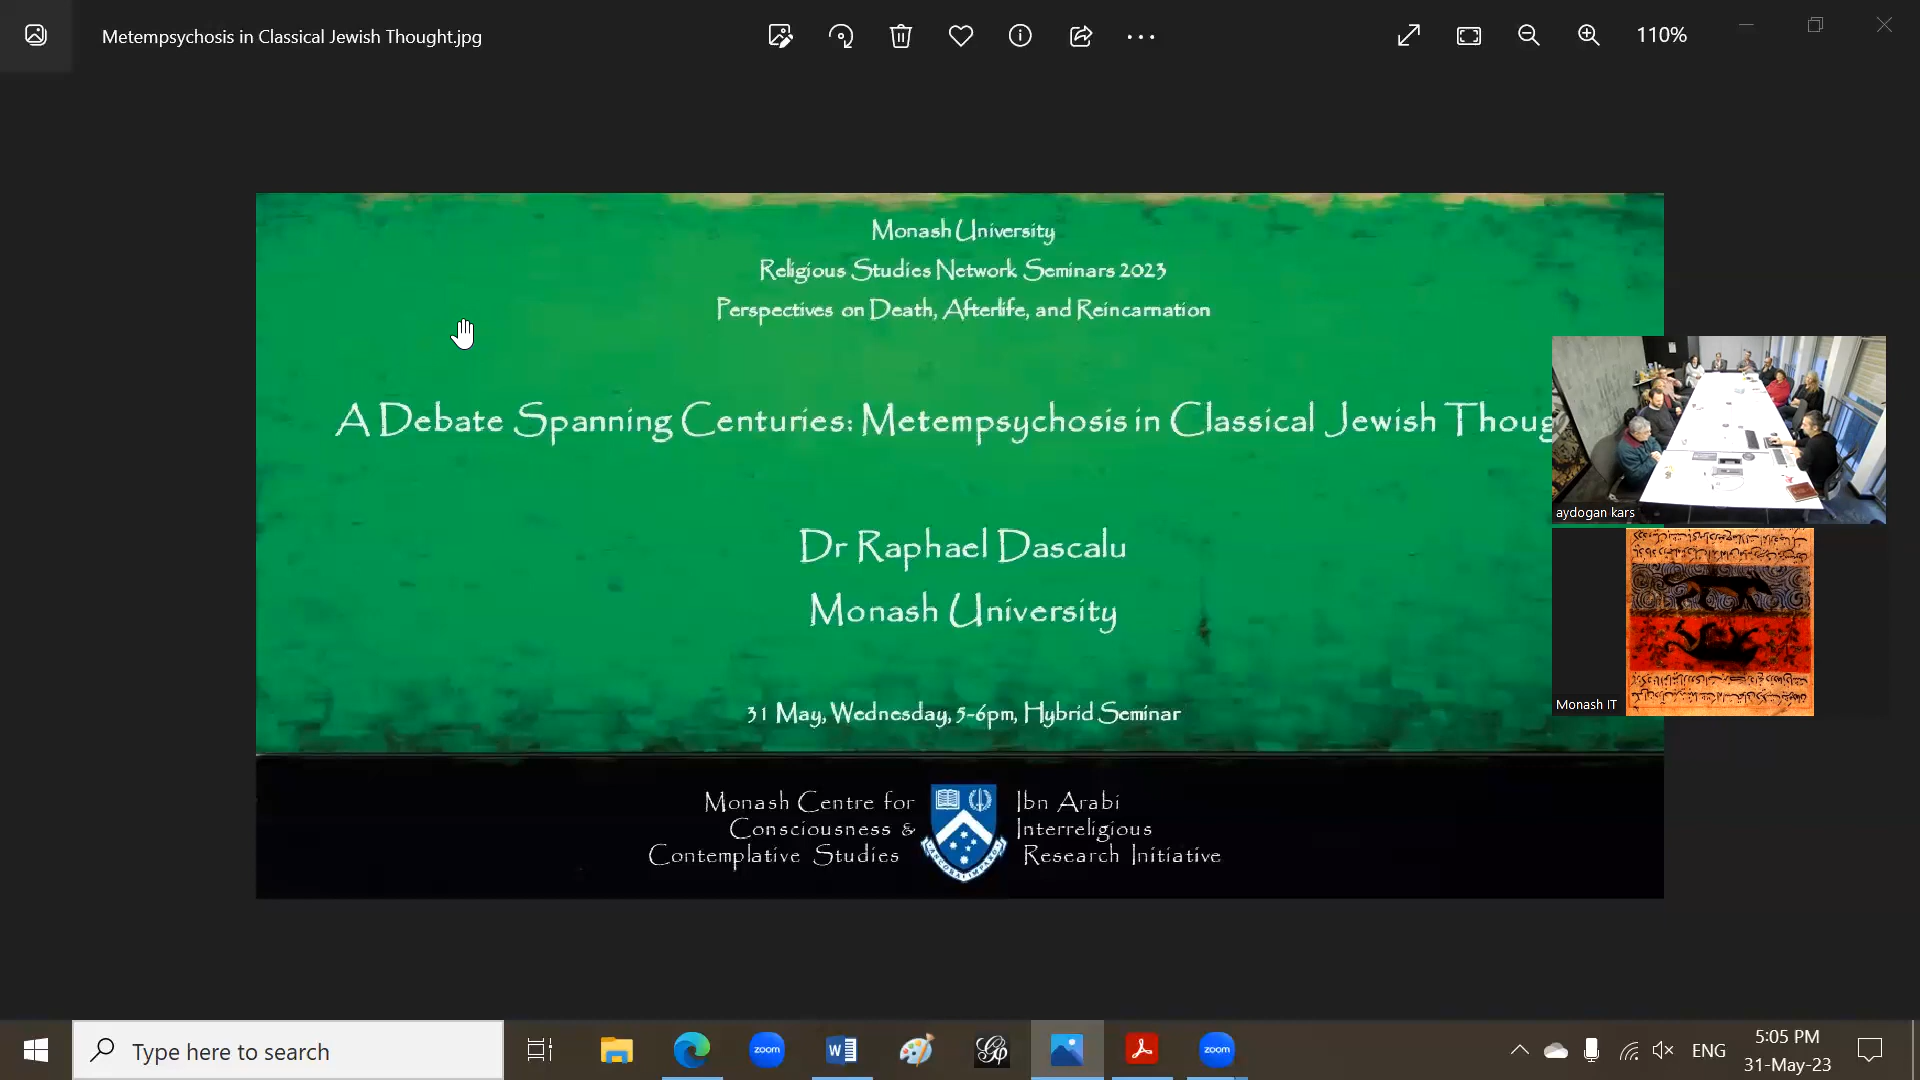 Metempsychosis in Classical Jewish Thought.jpg
110%
Monash University
Religious Studies Network Seminars 2023
Perspectives on Death, Afterlife, and Reincarnation
A Debate Spanning Centuries: Metempsychosis in Classical Jewish Thoug
Dr Raphael Dascalu
Monash University
31 May, Wednesday, 5-6pm, Hybrid Seminar
aydogan kars
Monash IT
Monash Centre for
Consciousness &
Contemplative Studies
Ibn Arabi
Interreligious
Research Initiative
Type here to search
zoom
zoom
ENG
5:05 PM
31-May-23